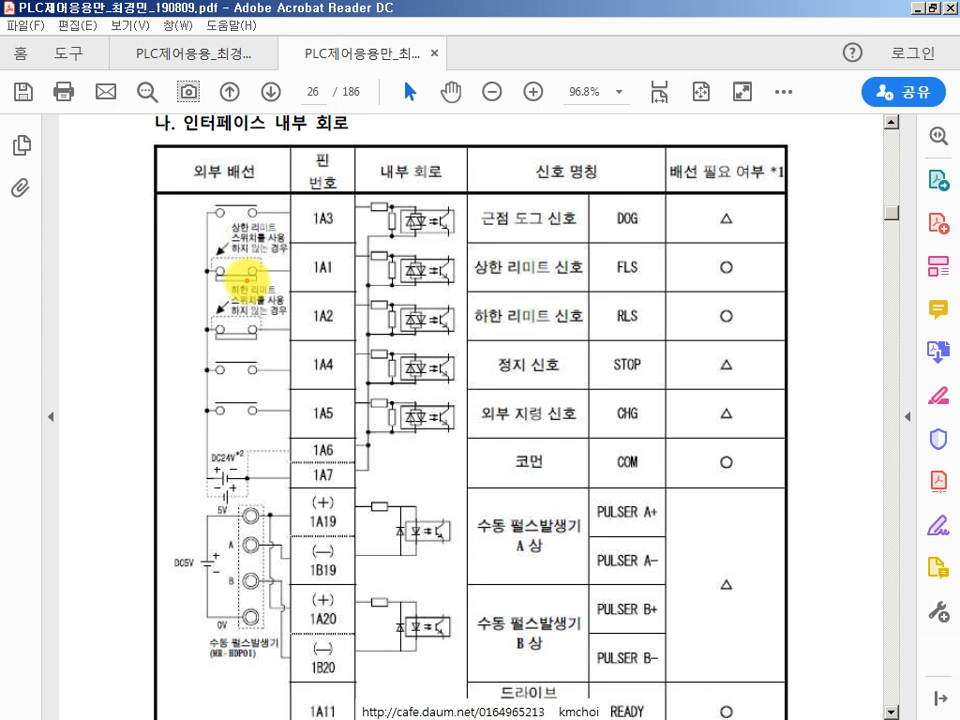 PLC제어응용만_최경민_190809.pdf - Adobe Acrobat Reader DC
파일(F) 편집(E) 보기(V) 창(W) 도움말(H)
홈 도구 PLC제어응용_최경... PLC제어응용만_최... × ? 로그인
26 / 186 96.8% 공유
나. 인터페이스 내부 회로
외부 배선 핀 번호 내부 회로 신호 명칭 배선 필요 여부 *1
1A3 근점 도그 신호 DOG △
상한 리미트
스위치를 사용
하지 않는 경우
1A1 상한 리미트 신호 FLS ○
하한 리미트
스위치를 사용
하지 않는 경우
1A2 하한 리미트 신호 RLS ○
1A4 정지 신호 STOP △
1A5 외부 지령 신호 CHG △
DC24V*2
+ −
− +
5V
1A6
1A7
코먼 COM ○
DC5V
+
−
A
B
0V
수동 펄스발생기
(MR-HDP01)
(+)
1A19
(—)
1B19
수동 펄스발생기
A 상
PULSER A+
PULSER A-
△
(+)
1A20
(—)
1B20
수동 펄스발생기
B 상
PULSER B+
PULSER B-
드라이브
1A11 READY ○
http://cafe.daum.net/0164965213 kmchoi